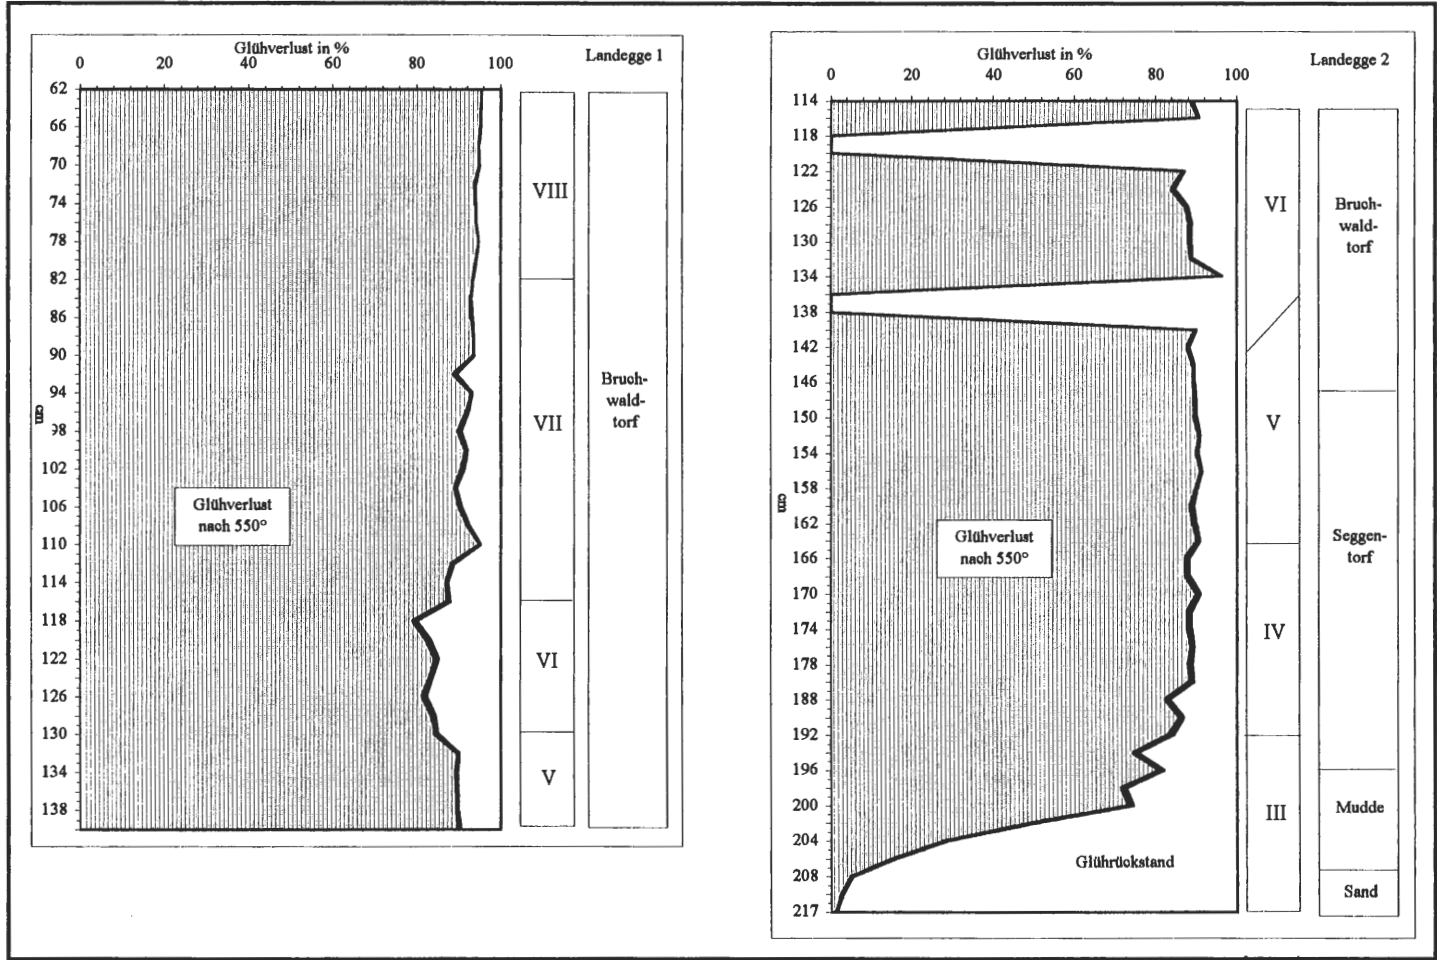 Glühverlust in %
Landegge 1
0 20 40 60 80 100
62
66
70
74
78
82
86
90
94
98
102
106
110
114
118
122
126
130
134
138
cm
Glühverlust
nach 550°
VIII
VII
VI
V
Bruch-
wald-
torf
Glühverlust in %
Landegge 2
0 20 40 60 80 100
114
118
122
126
130
134
138
142
146
150
154
158
162
166
170
174
178
188
192
196
200
204
208
217
cm
Glühverlust
nach 550°
Glührückstand
VI
V
IV
III
Bruch-
wald-
torf
Seggen-
torf
Mudde
Sand